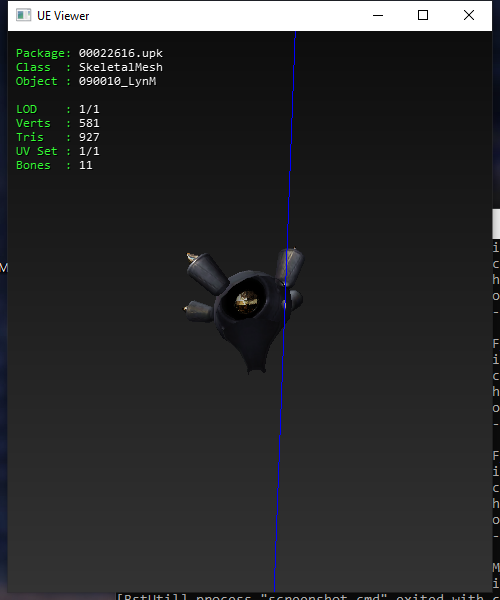 UE Viewer
Package: 00022616.upk
Class : SkeletalMesh
Object : 090010_LynM
LOD : 1/1
Verts : 581
Tris : 927
UV Set : 1/1
Bones : 11
M
i
c
h
o
-
F
i
c
h
o
-
F
i
c
h
o
-
M
i
[BstUtil] process "screenshot.cmd" exited with c